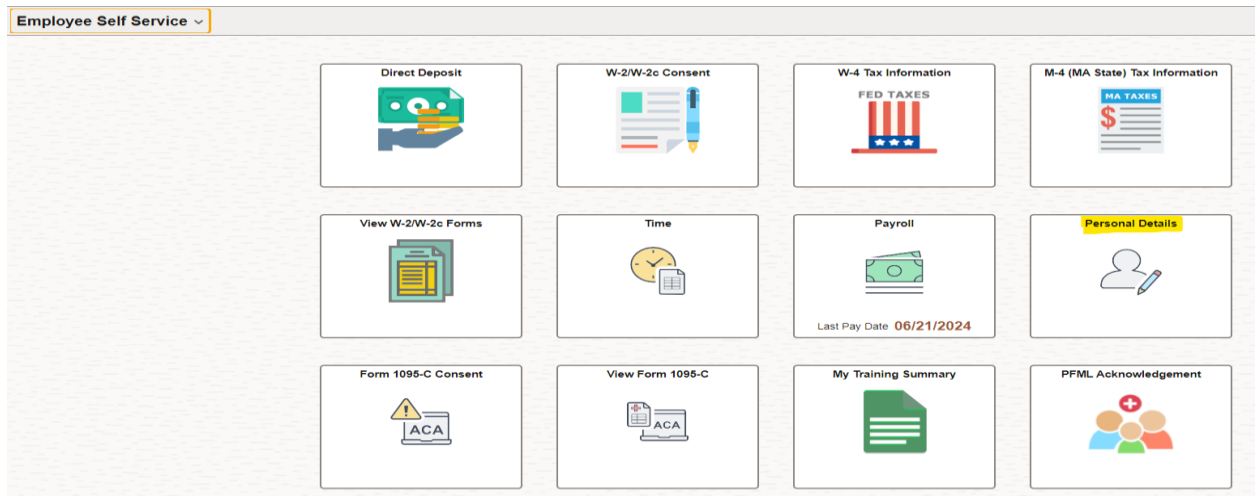 Employee Self Service
Direct Deposit
W-2/W-2c Consent
W-4 Tax Information
FED TAXES
M-4 (MA State) Tax Information
MA TAXES
$
View W-2/W-2c Forms
Time
Payroll
Last Pay Date 06/21/2024
Personal Details
Form 1095-C Consent
ACA
View Form 1095-C
ACA
My Training Summary
PFML Acknowledgement